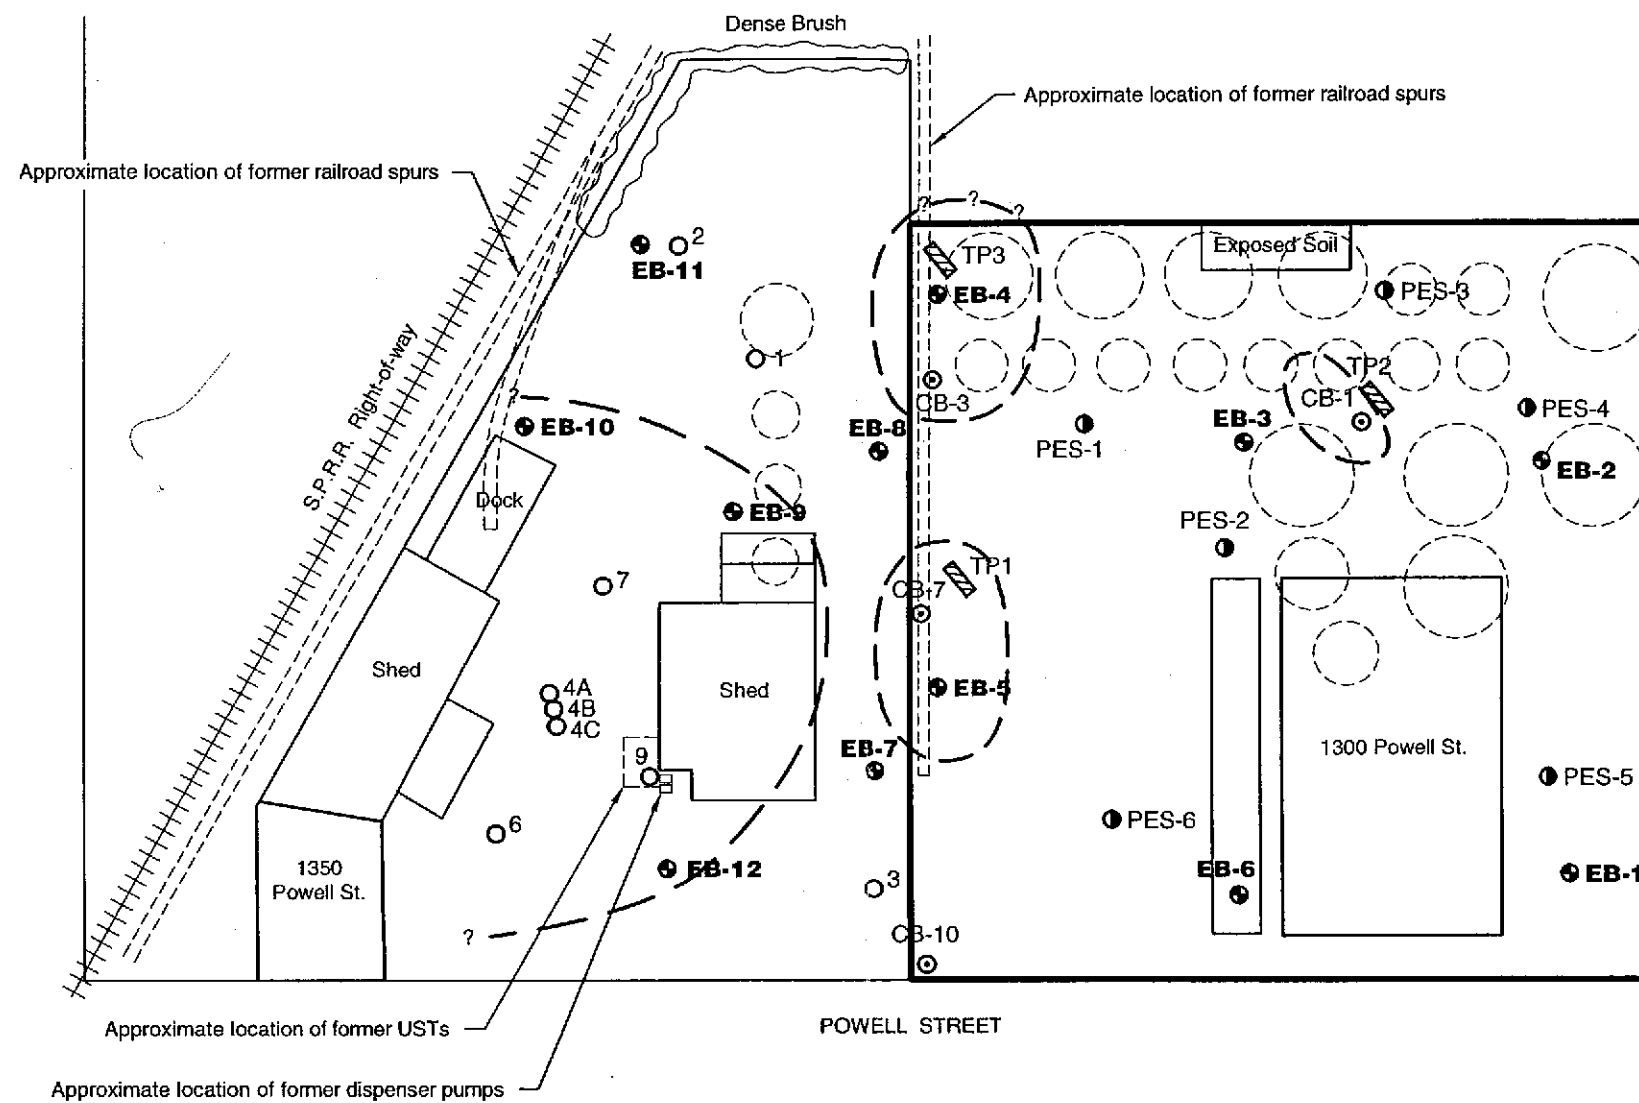 Dense Brush
Approximate location of former railroad spurs
Approximate location of former railroad spurs
? ? ?
2
EB-11
TP3
EB-4
Exposed Soil
PES-3
S.P.R.R. Right-of-way
1
TP2
CB-1
CB-3
?
EB-10
EB-8
PES-1
EB-3
PES-4
EB-2
Dock
EB-9
PES-2
7
TP1
CB-7
Shed
4A
4B
4C
Shed
EB-5
9
EB-7
1300 Powell St.
PES-5
6
PES-6
1350
Powell St.
EB-12
3
EB-6
EB-1
?
CB-10
Approximate location of former USTs
POWELL STREET
Approximate location of former dispenser pumps